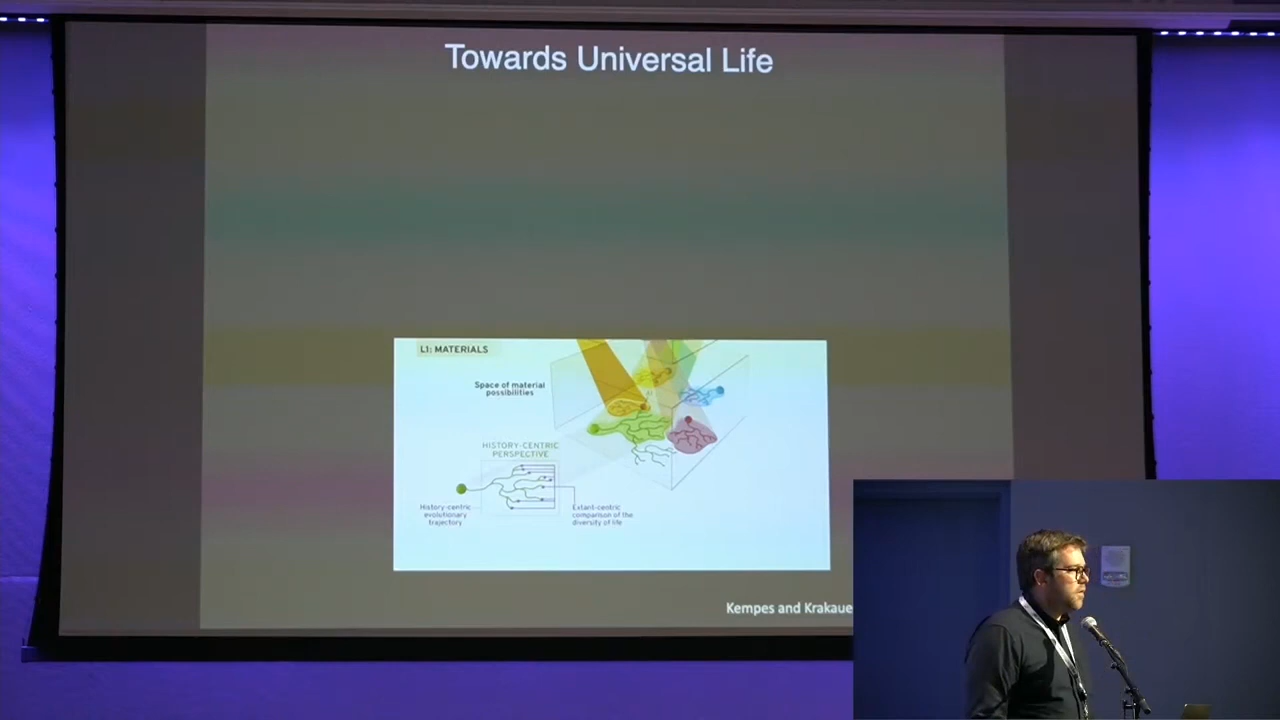 Towards Universal Life
L1: MATERIALS
Space of material
possibilities
HISTORY-CENTRIC
PERSPECTIVE
History-centric
evolutionary
trajectory
Extant-centric
comparison of the
diversity of life
Kempes and Krakaue